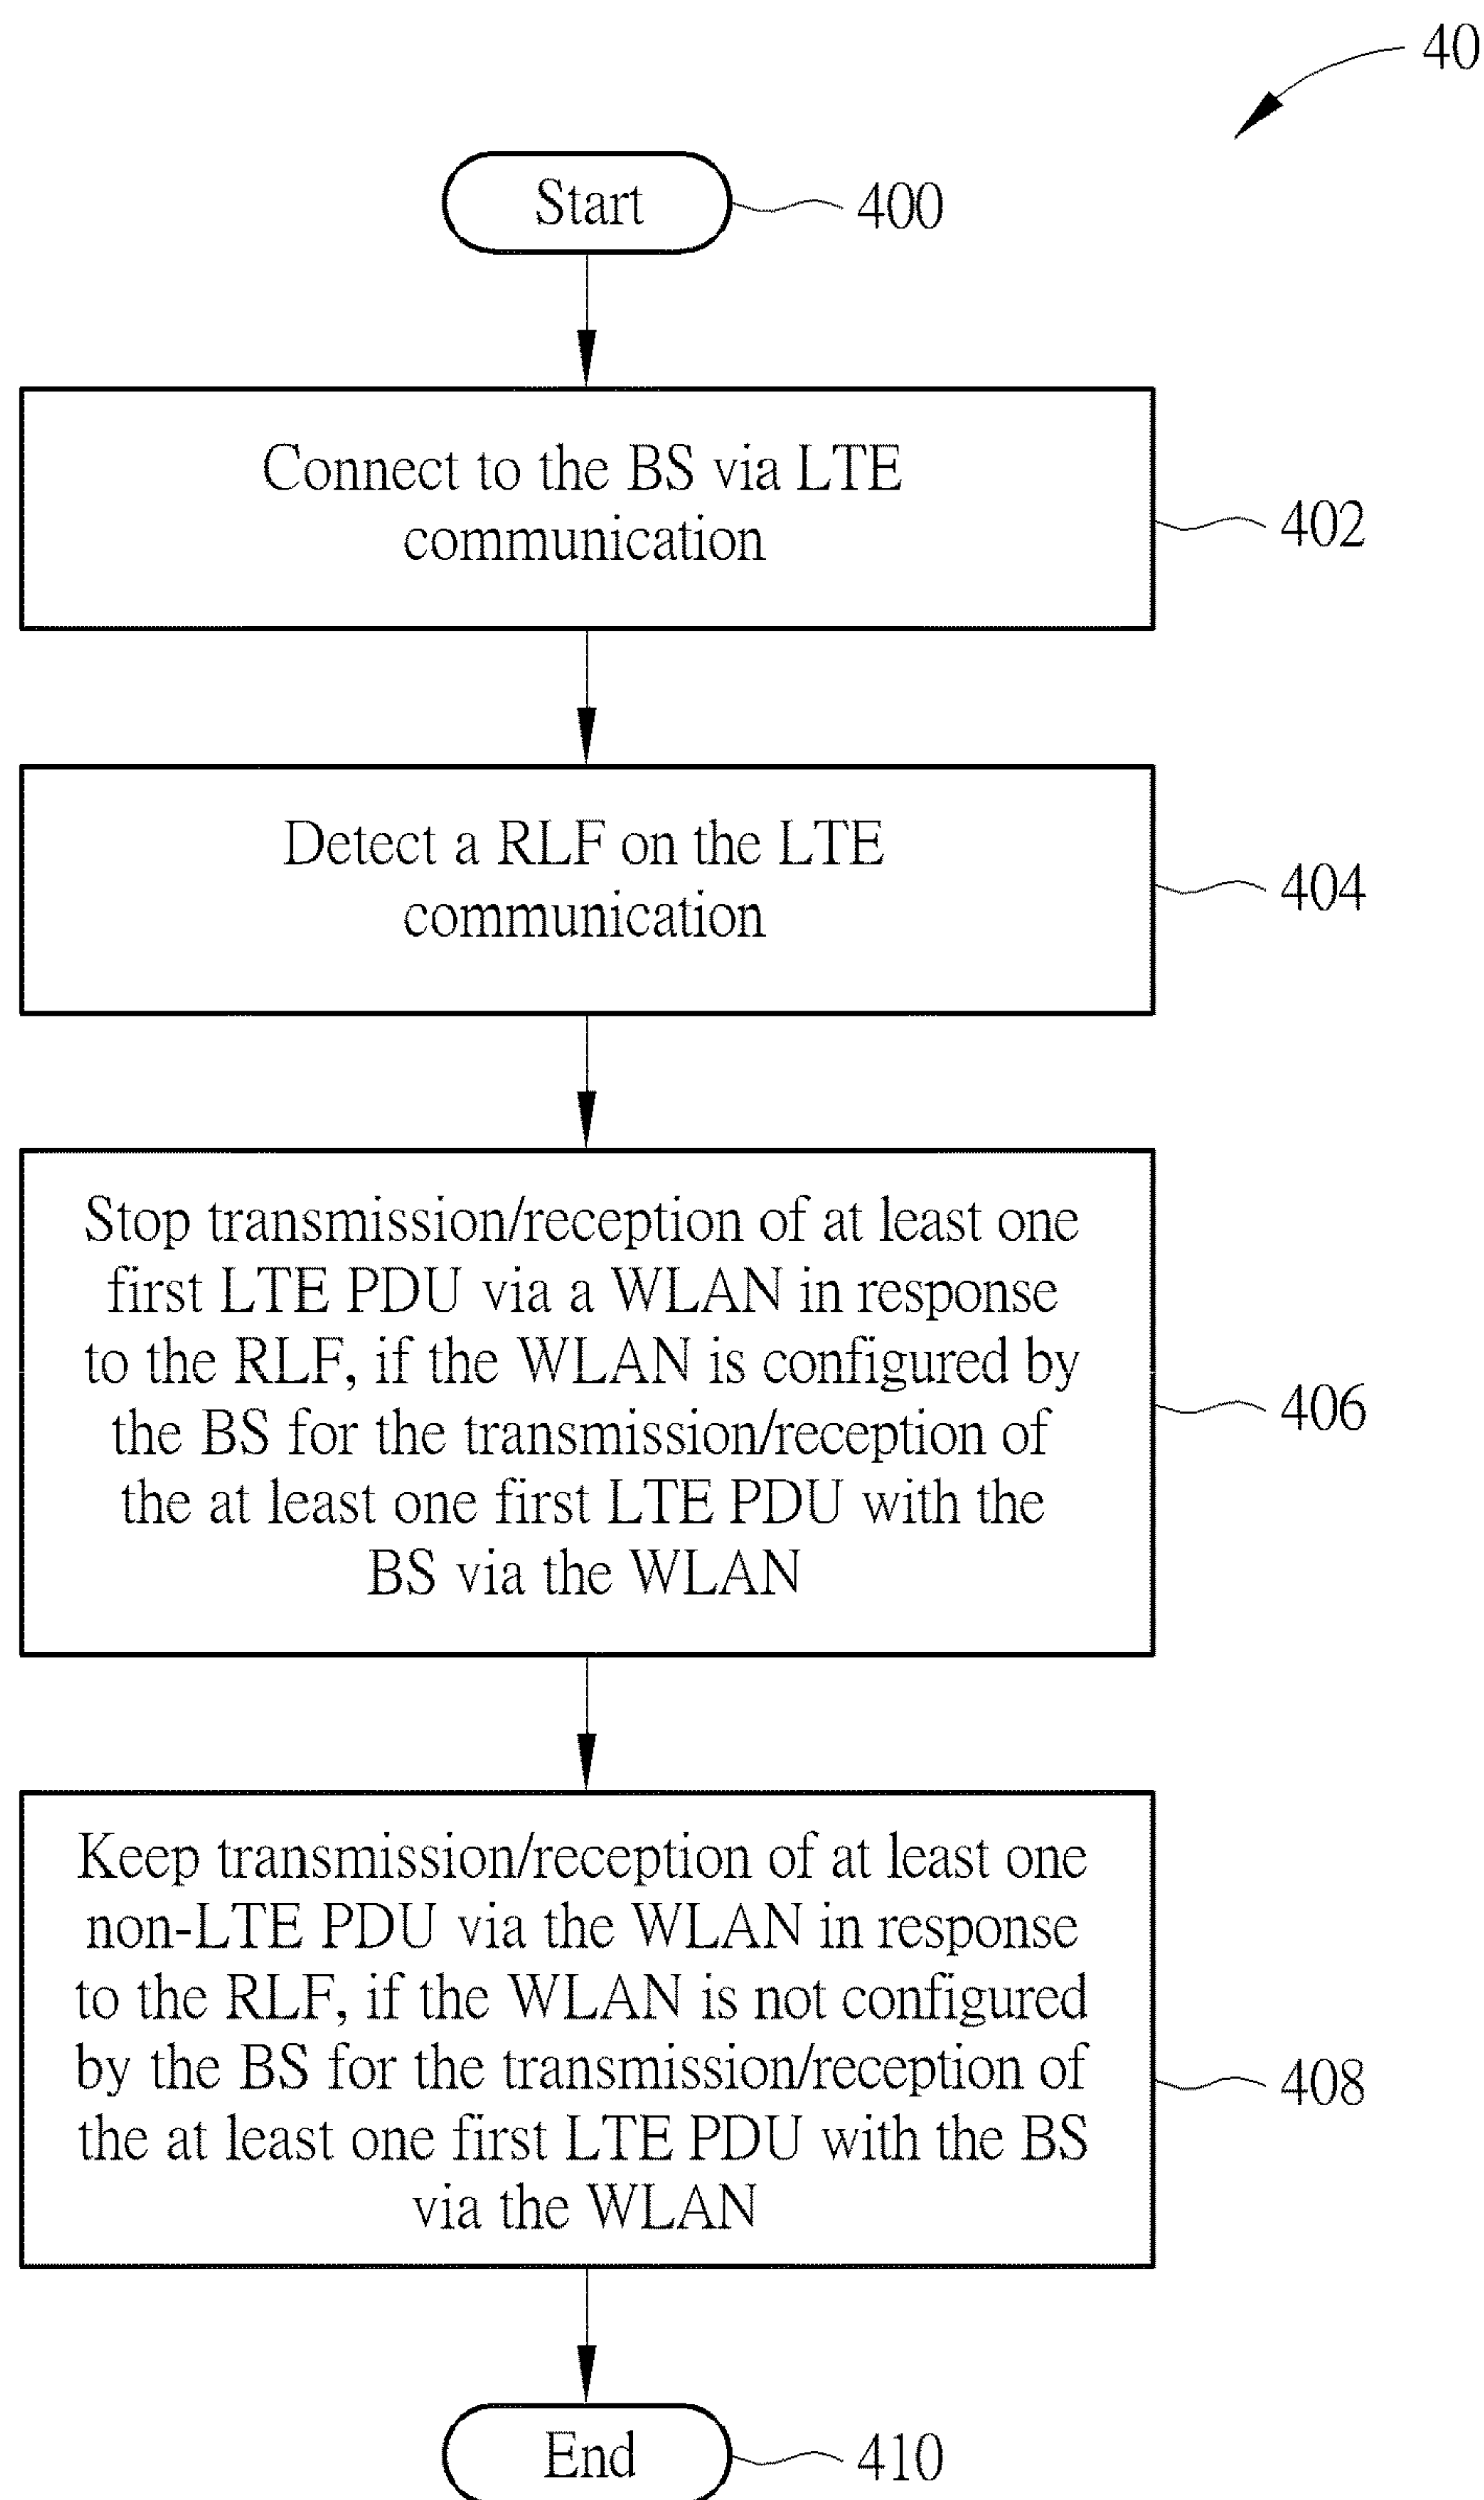 40
Start
400
Connect to the BS via LTE
communication
402
Detect a RLF on the LTE
communication
404
Stop transmission/reception of at least one
first LTE PDU via a WLAN in response
to the RLF, if the WLAN is configured by
the BS for the transmission/reception of
the at least one first LTE PDU with the
BS via the WLAN
406
Keep transmission/reception of at least one
non-LTE PDU via the WLAN in response
to the RLF, if the WLAN is not configured
by the BS for the transmission/reception of
the at least one first LTE PDU with the BS
via the WLAN
408
End
410